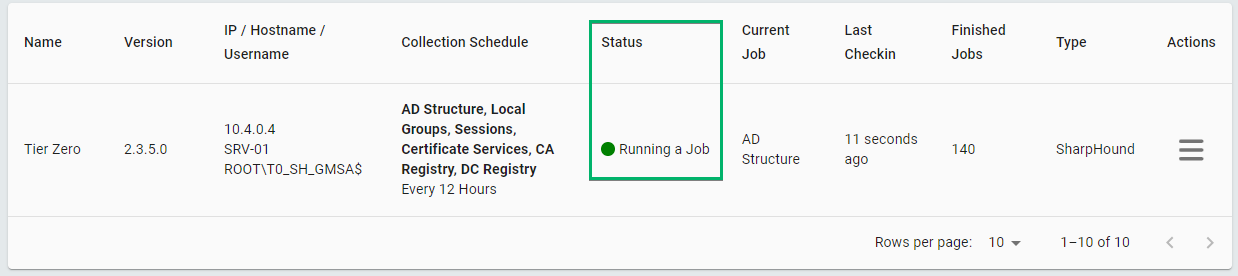 Name
Version
IP / Hostname /
Username
Collection Schedule
Status
Current
Job
Last
Checkin
Finished
Jobs
Type
Actions
Tier Zero
2.3.5.0
10.4.0.4
SRV-01
ROOT\T0_SH_GMSA$
AD Structure, Local
Groups, Sessions,
Certificate Services, CA
Registry, DC Registry
Every 12 Hours
Running a Job
AD
Structure
11 seconds
ago
140
SharpHound
Rows per page: 10 1–10 of 10